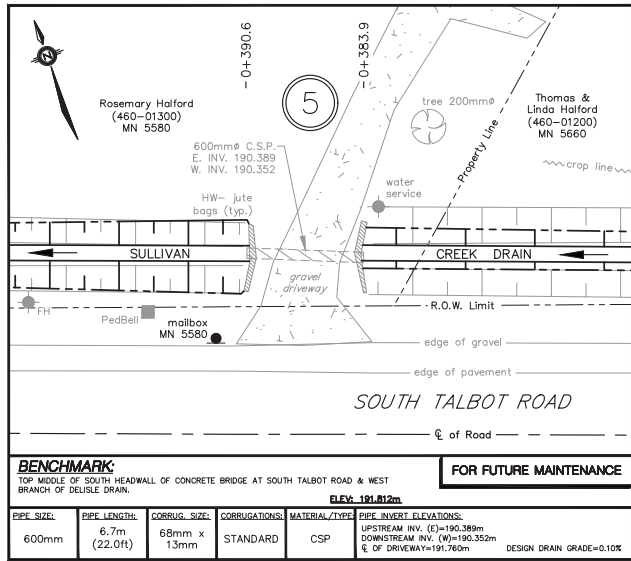 - 0+390.6
- 0+383.9
N
5
Rosemary Halford
(460-01300)
MN 5580
tree 200mmø
Thomas &
Linda Halford
(460-01200)
MN 5660
Property Line
600mmø C.S.P.
E. INV. 190.389
W. INV. 190.352
crop line
HW- jute
bags (typ.)
water
service
SULLIVAN
CREEK DRAIN
gravel
driveway
R.O.W. Limit
FH
PedBell
mailbox
MN 5580
edge of gravel
edge of pavement
SOUTH TALBOT ROAD
℄ of Road
BENCHMARK:
TOP MIDDLE OF SOUTH HEADWALL OF CONCRETE BRIDGE AT SOUTH TALBOT ROAD & WEST
BRANCH OF DELISLE DRAIN.
ELEV: 191.812m
FOR FUTURE MAINTENANCE
PIPE SIZE:
600mm
PIPE LENGTH:
6.7m
(22.0ft)
CORRUG. SIZE:
68mm x
13mm
CORRUGATIONS:
STANDARD
MATERIAL/TYPE:
CSP
PIPE INVERT ELEVATIONS:
UPSTREAM INV. (E)=190.389m
DOWNSTREAM INV. (W)=190.352m
℄ OF DRIVEWAY=191.760m
DESIGN DRAIN GRADE=0.10%